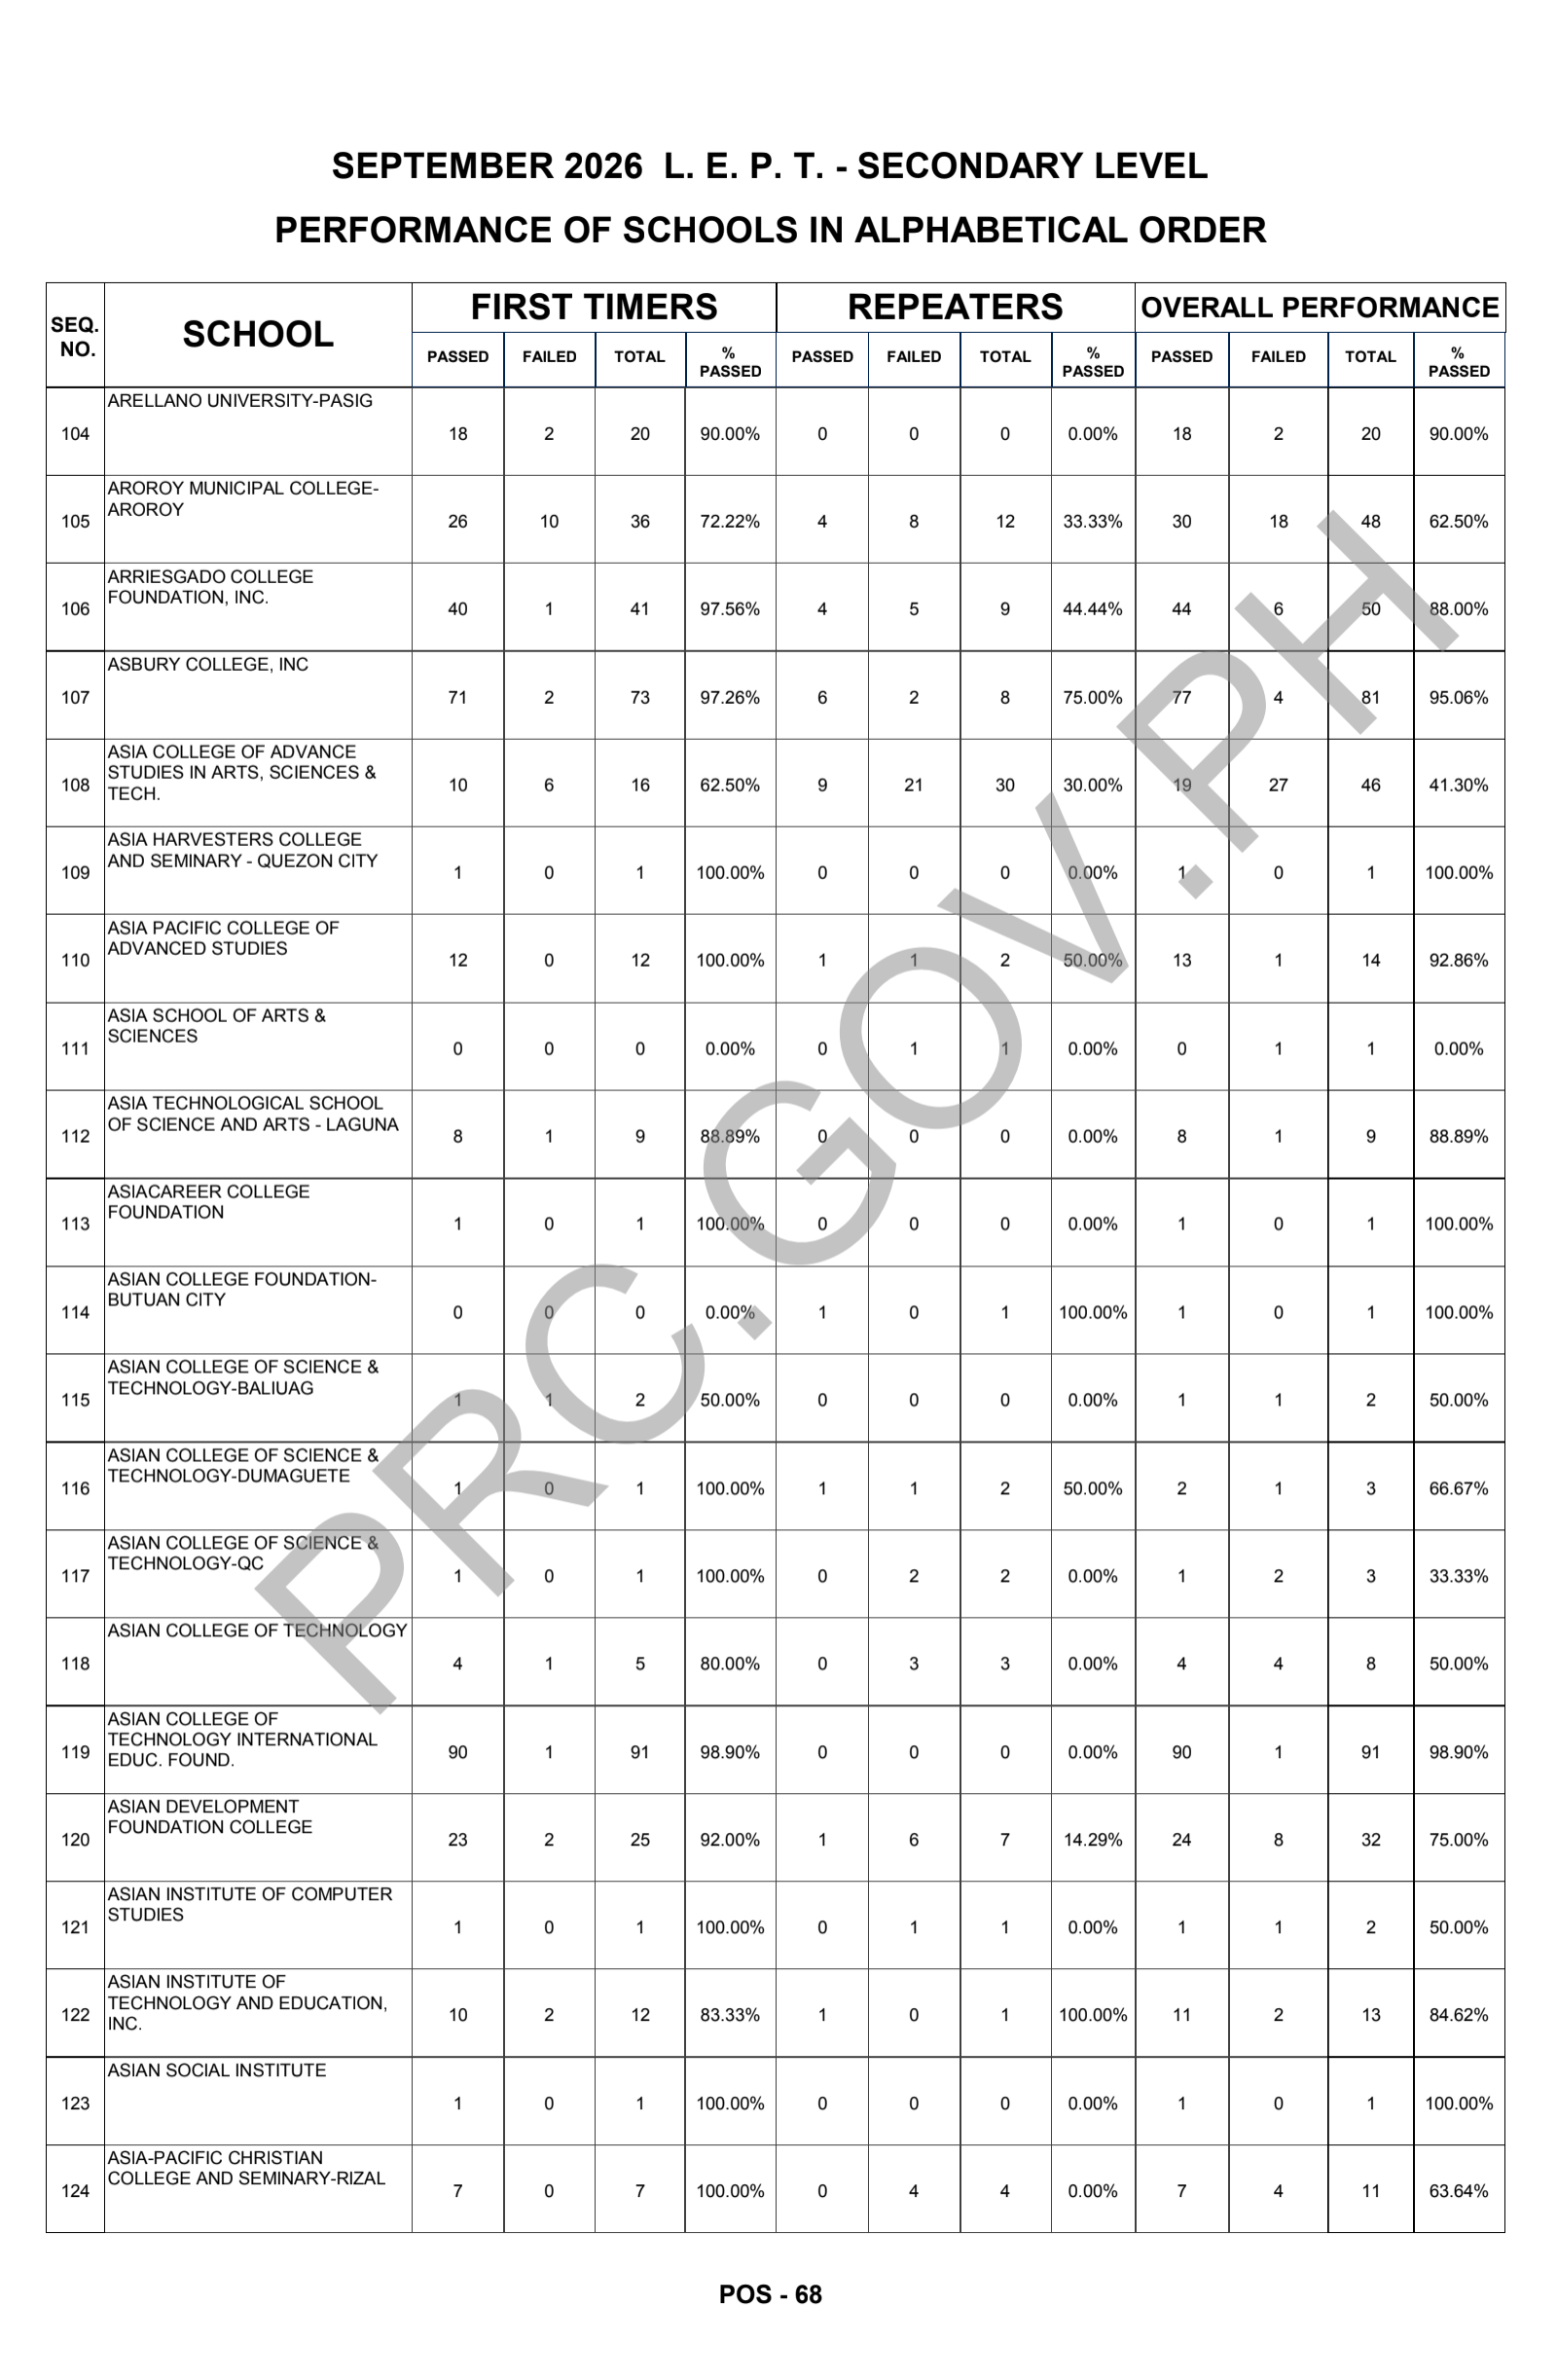 SEPTEMBER 2026 L. E. P. T. - SECONDARY LEVEL
PERFORMANCE OF SCHOOLS IN ALPHABETICAL ORDER
SEQ. NO. SCHOOL FIRST TIMERS REPEATERS OVERALL PERFORMANCE
PASSED FAILED TOTAL % PASSED PASSED FAILED TOTAL % PASSED PASSED FAILED TOTAL % PASSED
ARELLANO UNIVERSITY-PASIG
104 18 2 20 90.00% 0 0 0 0.00% 18 2 20 90.00%
AROROY MUNICIPAL COLLEGE-
AROROY
105 26 10 36 72.22% 4 8 12 33.33% 30 18 48 62.50%
ARRIESGADO COLLEGE
FOUNDATION, INC.
106 40 1 41 97.56% 4 5 9 44.44% 44 6 50 88.00%
ASBURY COLLEGE, INC
107 71 2 73 97.26% 6 2 8 75.00% 77 4 81 95.06%
ASIA COLLEGE OF ADVANCE
STUDIES IN ARTS, SCIENCES &
TECH.
108 10 6 16 62.50% 9 21 30 30.00% 19 27 46 41.30%
ASIA HARVESTERS COLLEGE
AND SEMINARY - QUEZON CITY
109 1 0 1 100.00% 0 0 0 0.00% 1 0 1 100.00%
ASIA PACIFIC COLLEGE OF
ADVANCED STUDIES
110 12 0 12 100.00% 1 1 2 50.00% 13 1 14 92.86%
ASIA SCHOOL OF ARTS &
SCIENCES
111 0 0 0 0.00% 0 1 1 0.00% 0 1 1 0.00%
ASIA TECHNOLOGICAL SCHOOL
OF SCIENCE AND ARTS - LAGUNA
112 8 1 9 88.89% 0 0 0 0.00% 8 1 9 88.89%
ASIACAREER COLLEGE
FOUNDATION
113 1 0 1 100.00% 0 0 0 0.00% 1 0 1 100.00%
ASIAN COLLEGE FOUNDATION-
BUTUAN CITY
114 0 0 0 0.00% 1 0 1 100.00% 1 0 1 100.00%
ASIAN COLLEGE OF SCIENCE &
TECHNOLOGY-BALIUAG
115 1 1 2 50.00% 0 0 0 0.00% 1 1 2 50.00%
ASIAN COLLEGE OF SCIENCE &
TECHNOLOGY-DUMAGUETE
116 1 0 1 100.00% 1 1 2 50.00% 2 1 3 66.67%
ASIAN COLLEGE OF SCIENCE &
TECHNOLOGY-QC
117 1 0 1 100.00% 0 2 2 0.00% 1 2 3 33.33%
ASIAN COLLEGE OF TECHNOLOGY
118 4 1 5 80.00% 0 3 3 0.00% 4 4 8 50.00%
ASIAN COLLEGE OF
TECHNOLOGY INTERNATIONAL
EDUC. FOUND.
119 90 1 91 98.90% 0 0 0 0.00% 90 1 91 98.90%
ASIAN DEVELOPMENT
FOUNDATION COLLEGE
120 23 2 25 92.00% 1 6 7 14.29% 24 8 32 75.00%
ASIAN INSTITUTE OF COMPUTER
STUDIES
121 1 0 1 100.00% 0 1 1 0.00% 1 1 2 50.00%
ASIAN INSTITUTE OF
TECHNOLOGY AND EDUCATION,
INC.
122 10 2 12 83.33% 1 0 1 100.00% 11 2 13 84.62%
ASIAN SOCIAL INSTITUTE
123 1 0 1 100.00% 0 0 0 0.00% 1 0 1 100.00%
ASIA-PACIFIC CHRISTIAN
COLLEGE AND SEMINARY-RIZAL
124 7 0 7 100.00% 0 4 4 0.00% 7 4 11 63.64%
PRC.GOV.PH
POS - 68